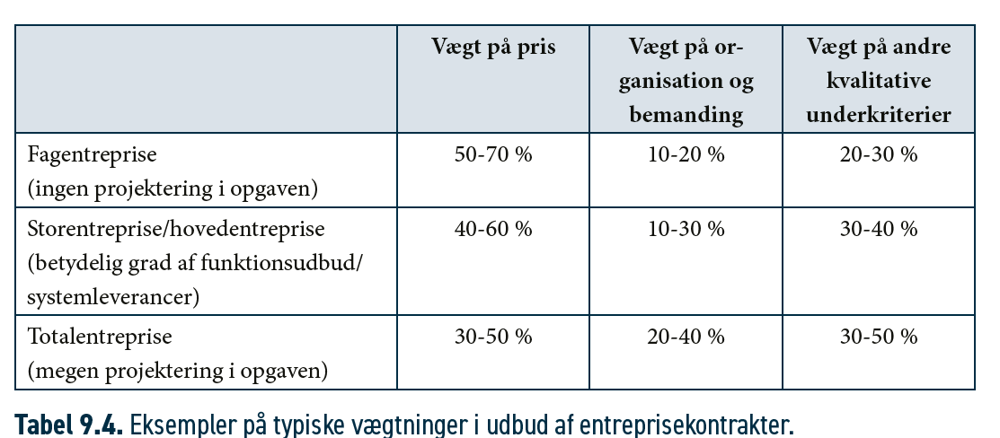 Vægt på pris
Vægt på or-
ganisation og
bemanding
Vægt på andre
kvalitative
underkriterier
Fagentreprise
(ingen projektering i opgaven)
50-70 %
10-20 %
20-30 %
Storentreprise/hovedentreprise
(betydelig grad af funktionsudbud/
systemleverancer)
40-60 %
10-30 %
30-40 %
Totalentreprise
(megen projektering i opgaven)
30-50 %
20-40 %
30-50 %
Tabel 9.4. Eksempler på typiske vægtninger i udbud af entreprisekontrakter.